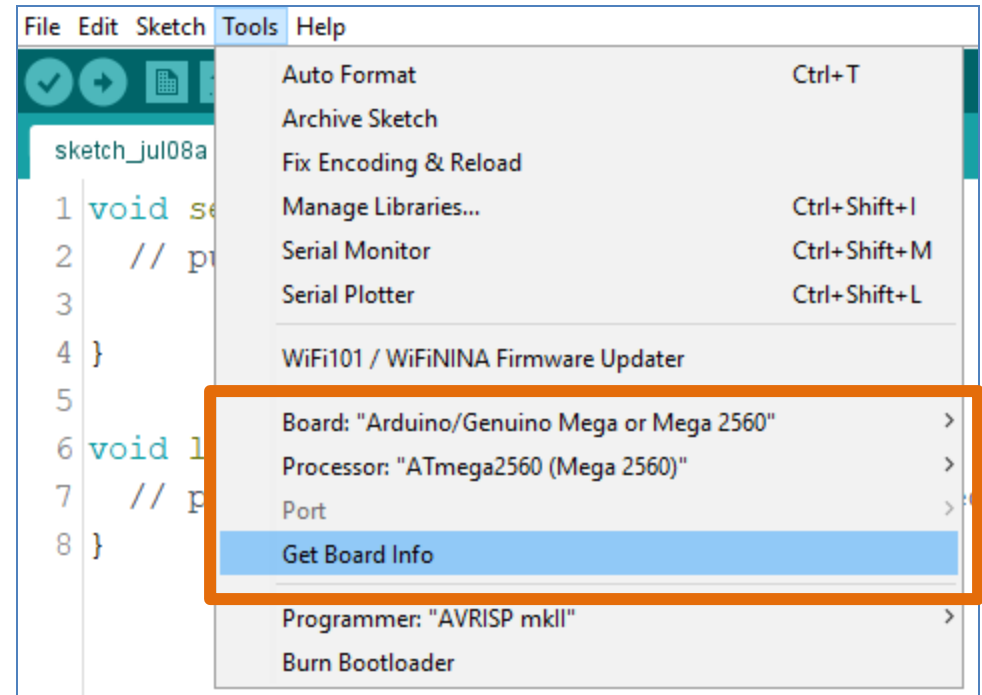 File Edit Sketch Tools Help
Auto Format Ctrl+T
Archive Sketch
sketch_jul08a
Fix Encoding & Reload
1 void se
Manage Libraries... Ctrl+Shift+I
2 // pu
Serial Monitor Ctrl+Shift+M
3
Serial Plotter Ctrl+Shift+L
4 }
WiFi101 / WiFiNINA Firmware Updater
5
Board: "Arduino/Genuino Mega or Mega 2560"
6 void l
Processor: "ATmega2560 (Mega 2560)"
7 // p
Port
8 }
Get Board Info
Programmer: "AVRISP mkII"
Burn Bootloader